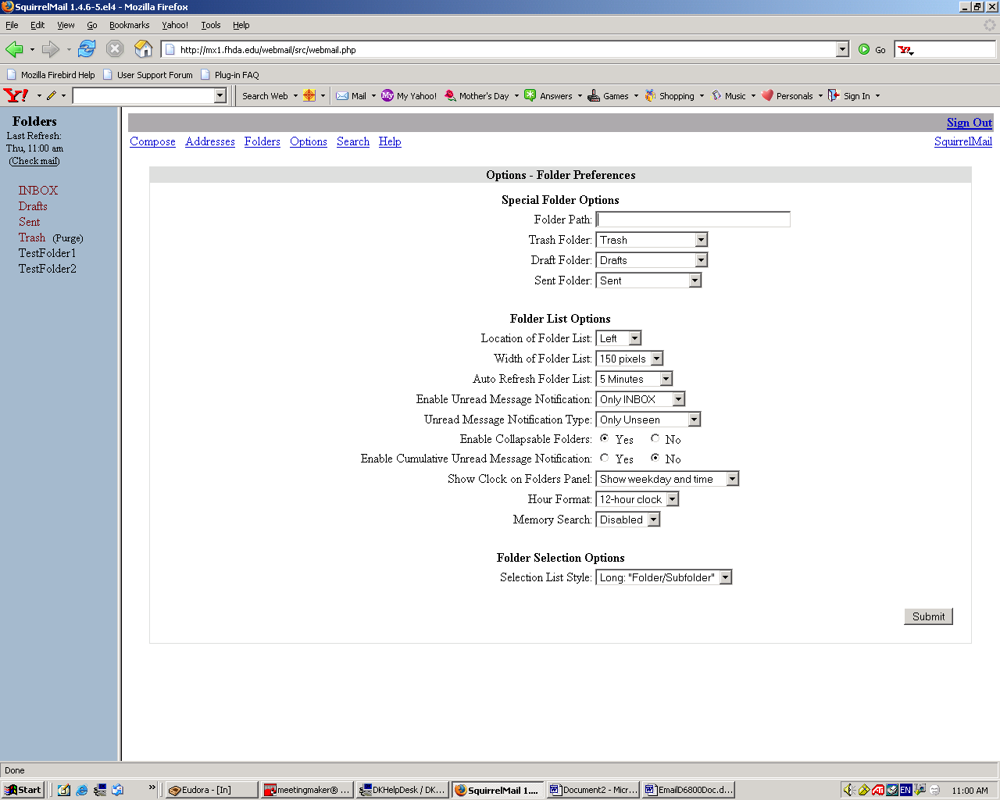 SquirrelMail 1.4.6-5.el4 - Mozilla Firefox
File Edit View Go Bookmarks Yahoo! Tools Help
http://mx1.fhda.edu/webmail/src/webmail.php Go Y!
Mozilla Firebird Help User Support Forum Plug-in FAQ
Y! Search Web Mail My My Yahoo! Mother's Day Answers Games Shopping Music Personals Sign In
Folders
Last Refresh:
Thu, 11:00 am
(Check mail)
INBOX
Drafts
Sent
Trash (Purge)
TestFolder1
TestFolder2
Sign Out
Compose Addresses Folders Options Search Help SquirrelMail
Options - Folder Preferences
Special Folder Options
Folder Path:
Trash Folder: Trash
Draft Folder: Drafts
Sent Folder: Sent
Folder List Options
Location of Folder List: Left
Width of Folder List: 150 pixels
Auto Refresh Folder List: 5 Minutes
Enable Unread Message Notification: Only INBOX
Unread Message Notification Type: Only Unseen
Enable Collapsable Folders: Yes No
Enable Cumulative Unread Message Notification: Yes No
Show Clock on Folders Panel: Show weekday and time
Hour Format: 12-hour clock
Memory Search: Disabled
Folder Selection Options
Selection List Style: Long: "Folder/Subfolder"
Submit
Done
Start » Eudora - [In] meetingmaker® ... DKHelpDesk / DK... SquirrelMail 1.... Document2 - Micr... EmailD6800Doc.d... EN 11:00 AM